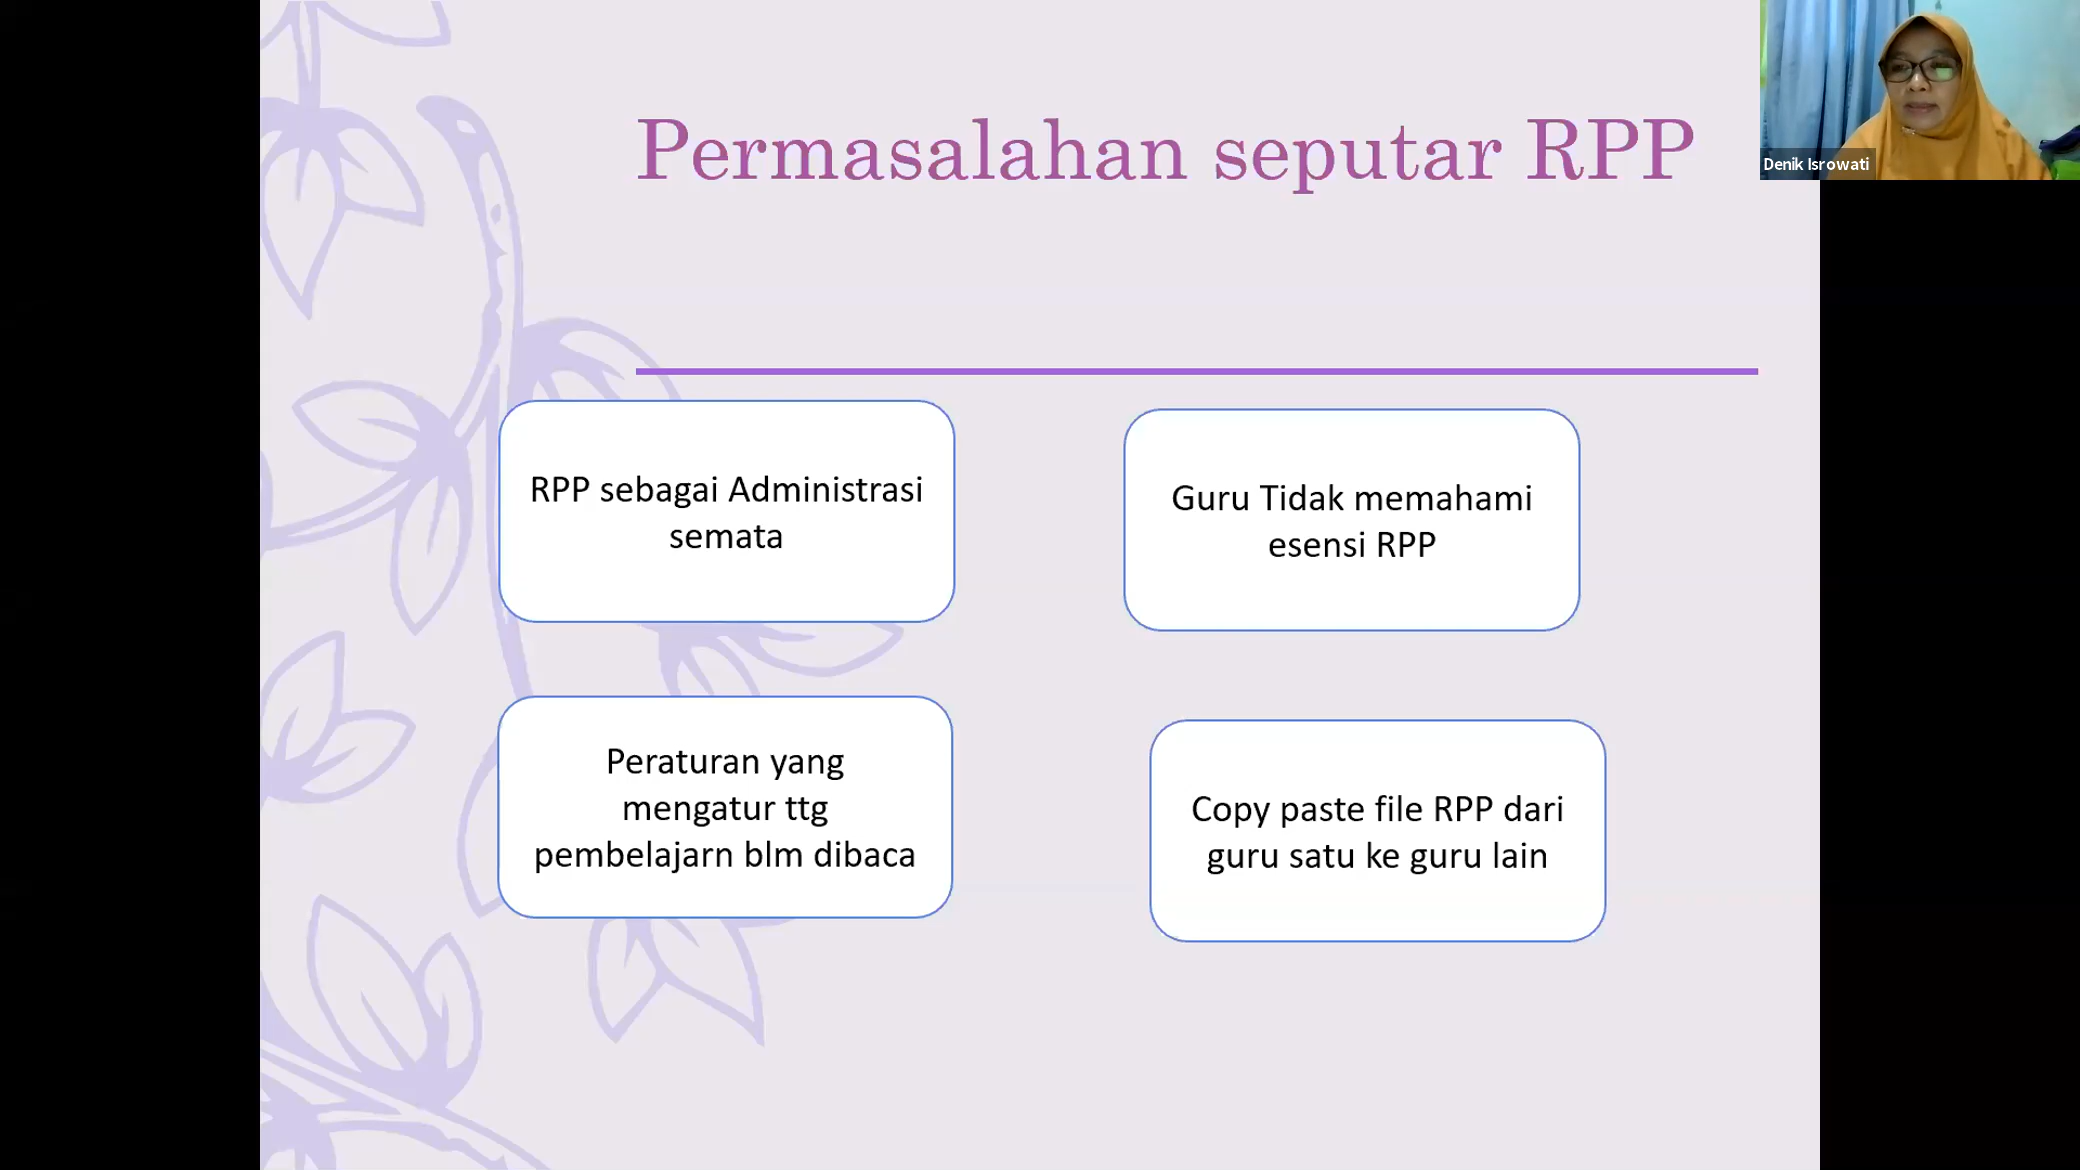 Permasalahan seputar RPP
Denik Isrowati
RPP sebagai Administrasi
semata
Guru Tidak memahami
esensi RPP
Peraturan yang
mengatur ttg
pembelajarn blm dibaca
Copy paste file RPP dari
guru satu ke guru lain